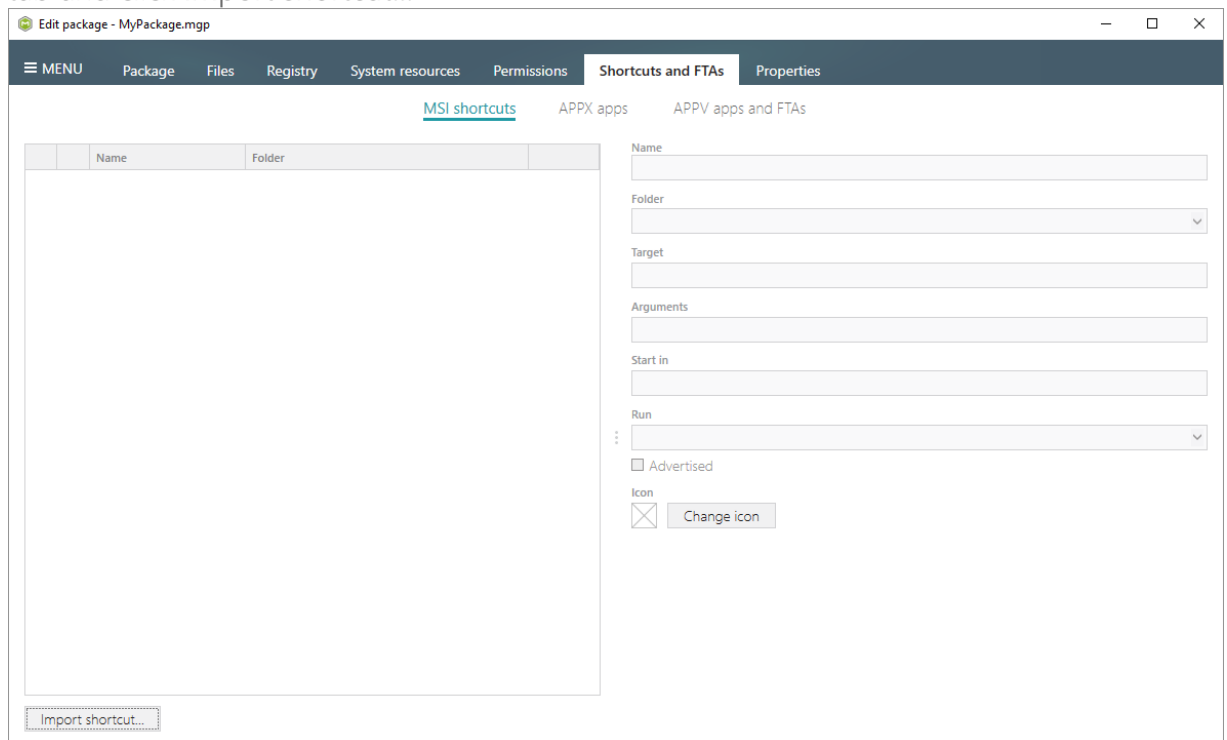 Edit package - MyPackage.mgp
MENU Package Files Registry System resources Permissions Shortcuts and FTAs Properties
MSI shortcuts APPX apps APPV apps and FTAs
Name Folder
Name
Folder
Target
Arguments
Start in
Run
Advertised
Icon
Change icon
Import shortcut...